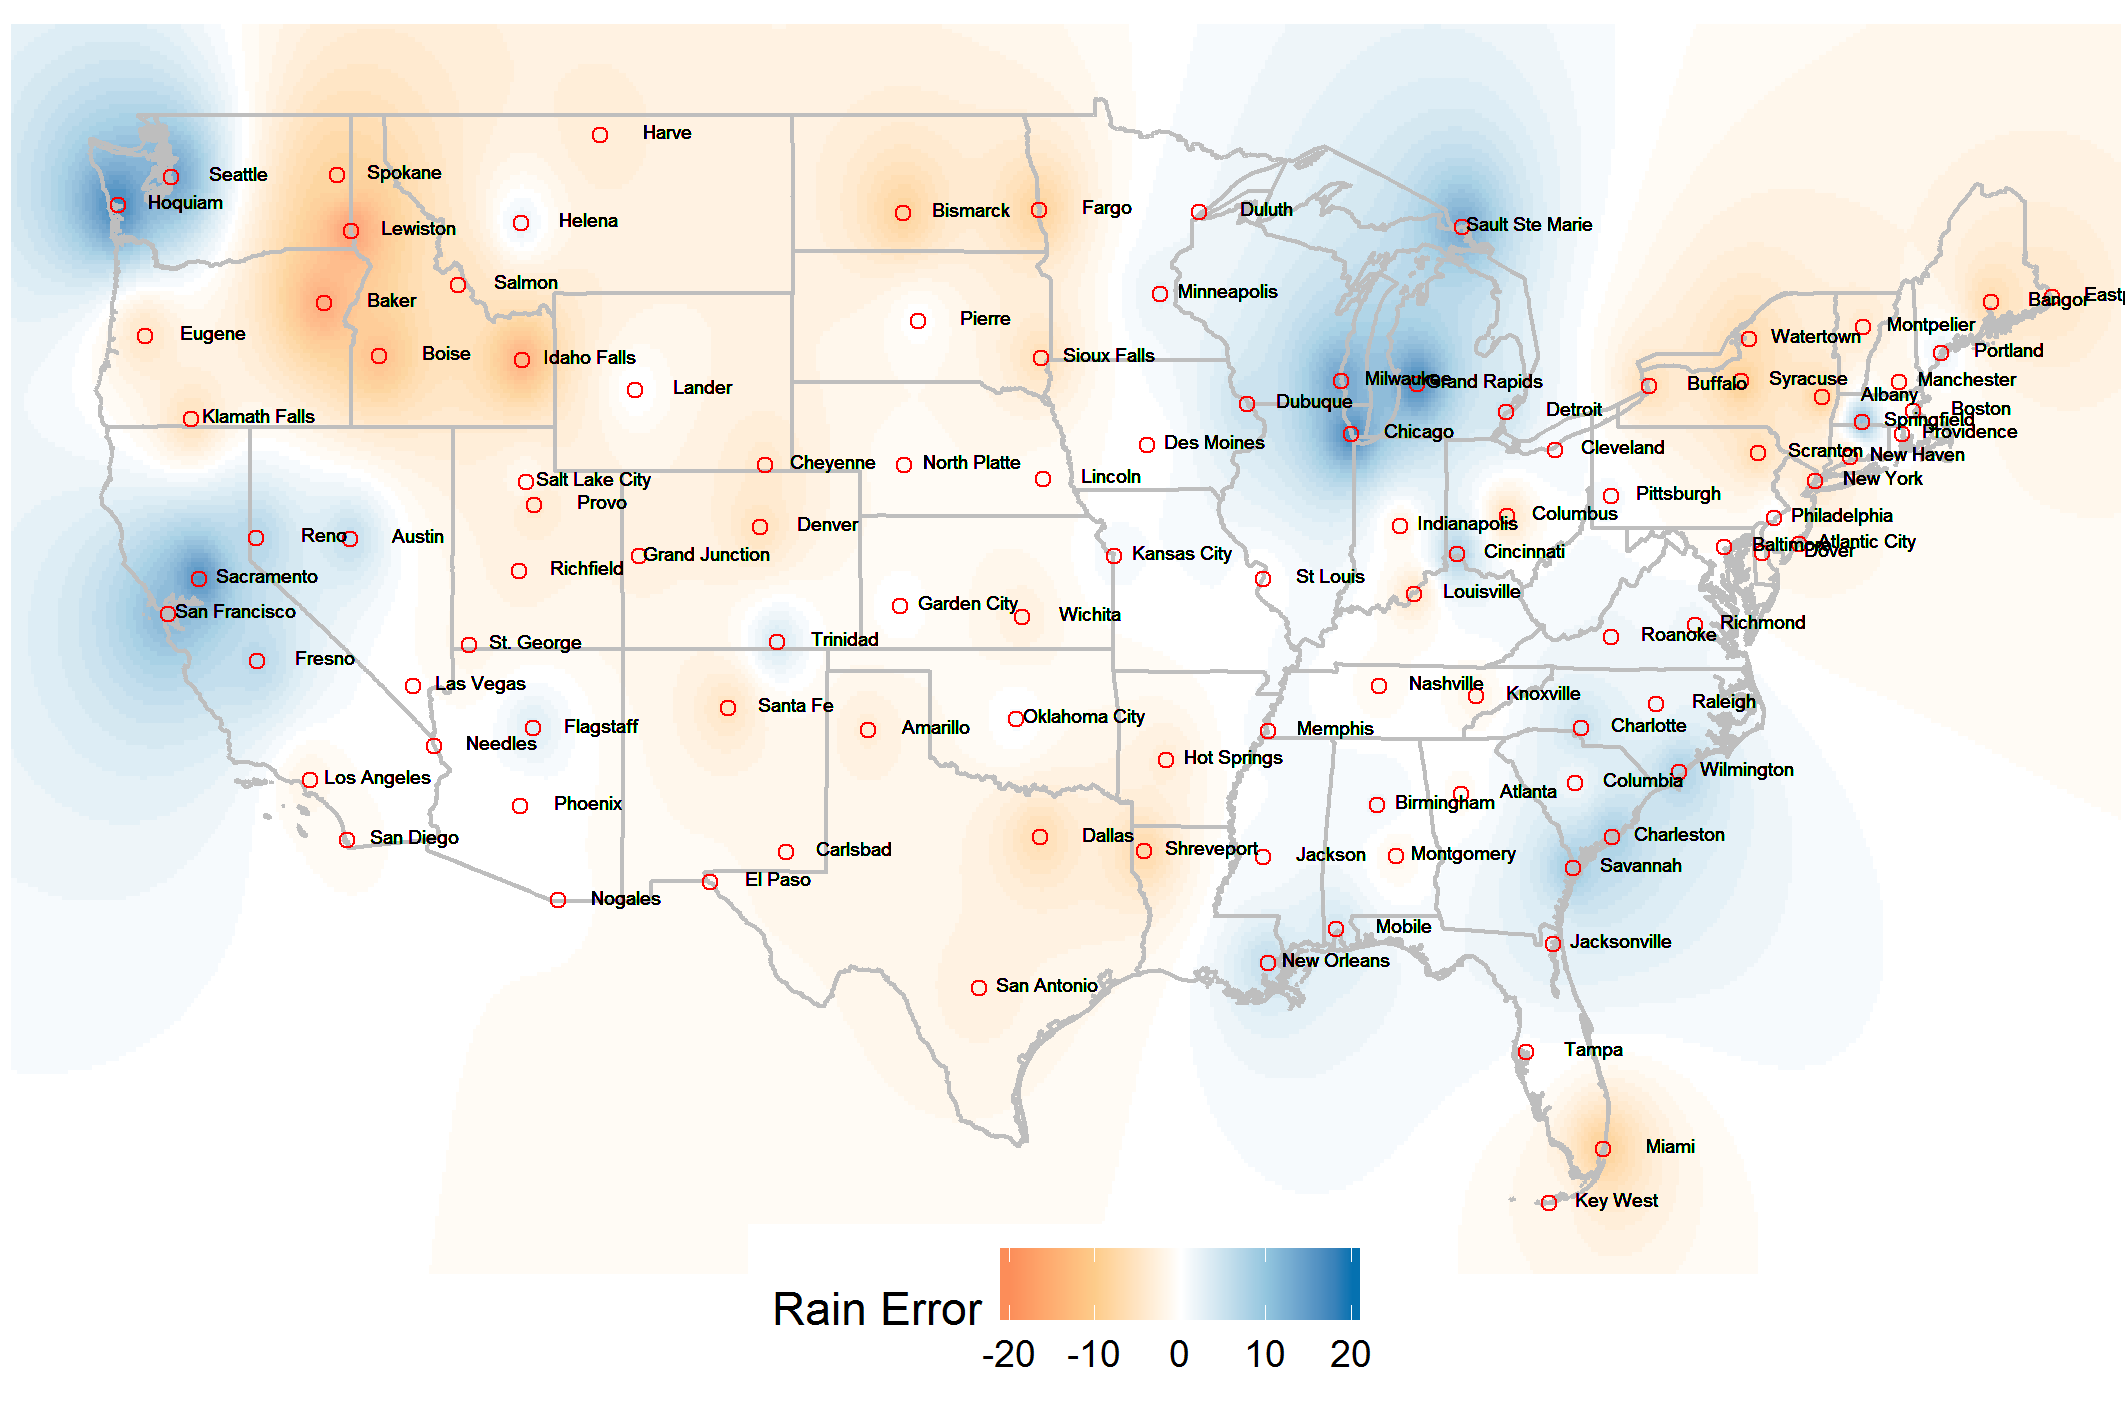 Harve
Seattle
Spokane
Hoquiam
Bismarck
Fargo
Duluth
Helena
Lewiston
Sault Ste Marie
Salmon
Minneapolis
Baker
Bangor
Eastp
Pierre
Montpelier
Eugene
Watertown
Portland
Boise
Idaho Falls
Sioux Falls
Milwaukee
Grand Rapids
Buffalo
Syracuse
Manchester
Lander
Albany
Dubuque
Detroit
Boston
Klamath Falls
Springfield
Chicago
Providence
Des Moines
Cleveland
Scranton
New Haven
Cheyenne
North Platte
Salt Lake City
Lincoln
New York
Provo
Pittsburgh
Columbus
Philadelphia
Denver
Indianapolis
Reno
Austin
Atlantic City
Baltimore
Dover
Grand Junction
Kansas City
Cincinnati
Richfield
Sacramento
St Louis
Louisville
San Francisco
Garden City
Wichita
Richmond
Trinidad
Roanoke
St. George
Fresno
Las Vegas
Nashville
Knoxville
Santa Fe
Raleigh
Flagstaff
Amarillo
Oklahoma City
Memphis
Charlotte
Needles
Hot Springs
Wilmington
Los Angeles
Columbia
Atlanta
Phoenix
Birmingham
San Diego
Dallas
Charleston
Carlsbad
Shreveport
Jackson
Montgomery
Savannah
El Paso
Nogales
Mobile
Jacksonville
New Orleans
San Antonio
Tampa
Miami
Key West
Rain Error
-20 -10 0 10 20